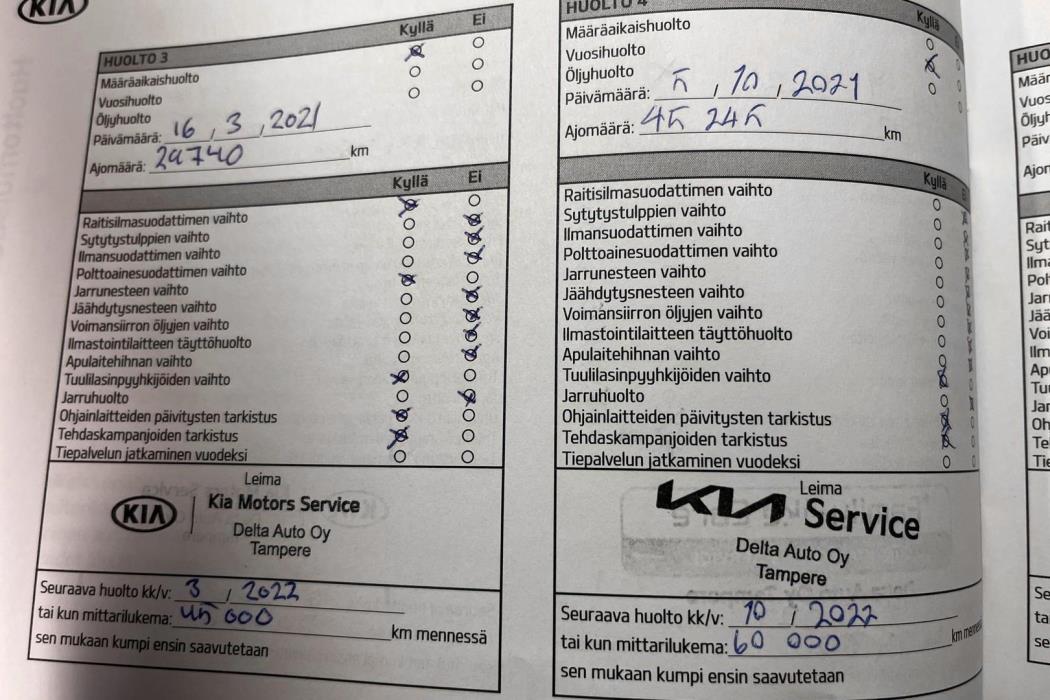 KIA
Kyllä Ei
HUOLTO 3
Määräaikaishuolto
Vuosihuolto
Öljyhuolto
Päivämäärä: 16 , 3 , 2021
Ajomäärä: 29740 km
Kyllä Ei
Raitisilmasuodattimen vaihto
Sytytystulppien vaihto
Ilmansuodattimen vaihto
Polttoainesuodattimen vaihto
Jarrunesteen vaihto
Jäähdytysnesteen vaihto
Voimansiirron öljyjen vaihto
Ilmastointilaitteen täyttöhuolto
Apulaitehihnan vaihto
Tuulilasinpyyhkijöiden vaihto
Jarruhuolto
Ohjainlaitteiden päivitysten tarkistus
Tehdaskampanjoiden tarkistus
Tiepalvelun jatkaminen vuodeksi
Leima
KIA Kia Motors Service
Delta Auto Oy
Tampere
Seuraava huolto kk/v: 3 / 2022
tai kun mittarilukema: 45 000
km mennessä
sen mukaan kumpi ensin saavutetaan
HUOLTO 4
Kyllä Ei
Määräaikaishuolto
Vuosihuolto
Öljyhuolto
Päivämäärä: 5 , 10 , 2021
Ajomäärä: 45 245 km
Kyllä
Raitisilmasuodattimen vaihto
Sytytystulppien vaihto
Ilmansuodattimen vaihto
Polttoainesuodattimen vaihto
Jarrunesteen vaihto
Jäähdytysnesteen vaihto
Voimansiirron öljyjen vaihto
Ilmastointilaitteen täyttöhuolto
Apulaitehihnan vaihto
Tuulilasinpyyhkijöiden vaihto
Jarruhuolto
Ohjainlaitteiden päivitysten tarkistus
Tehdaskampanjoiden tarkistus
Tiepalvelun jatkaminen vuodeksi
Leima
KIA Service
Delta Auto Oy
Tampere
Seuraava huolto kk/v: 10 / 2022
tai kun mittarilukema: 60 000
sen mukaan kumpi ensin saavutetaan